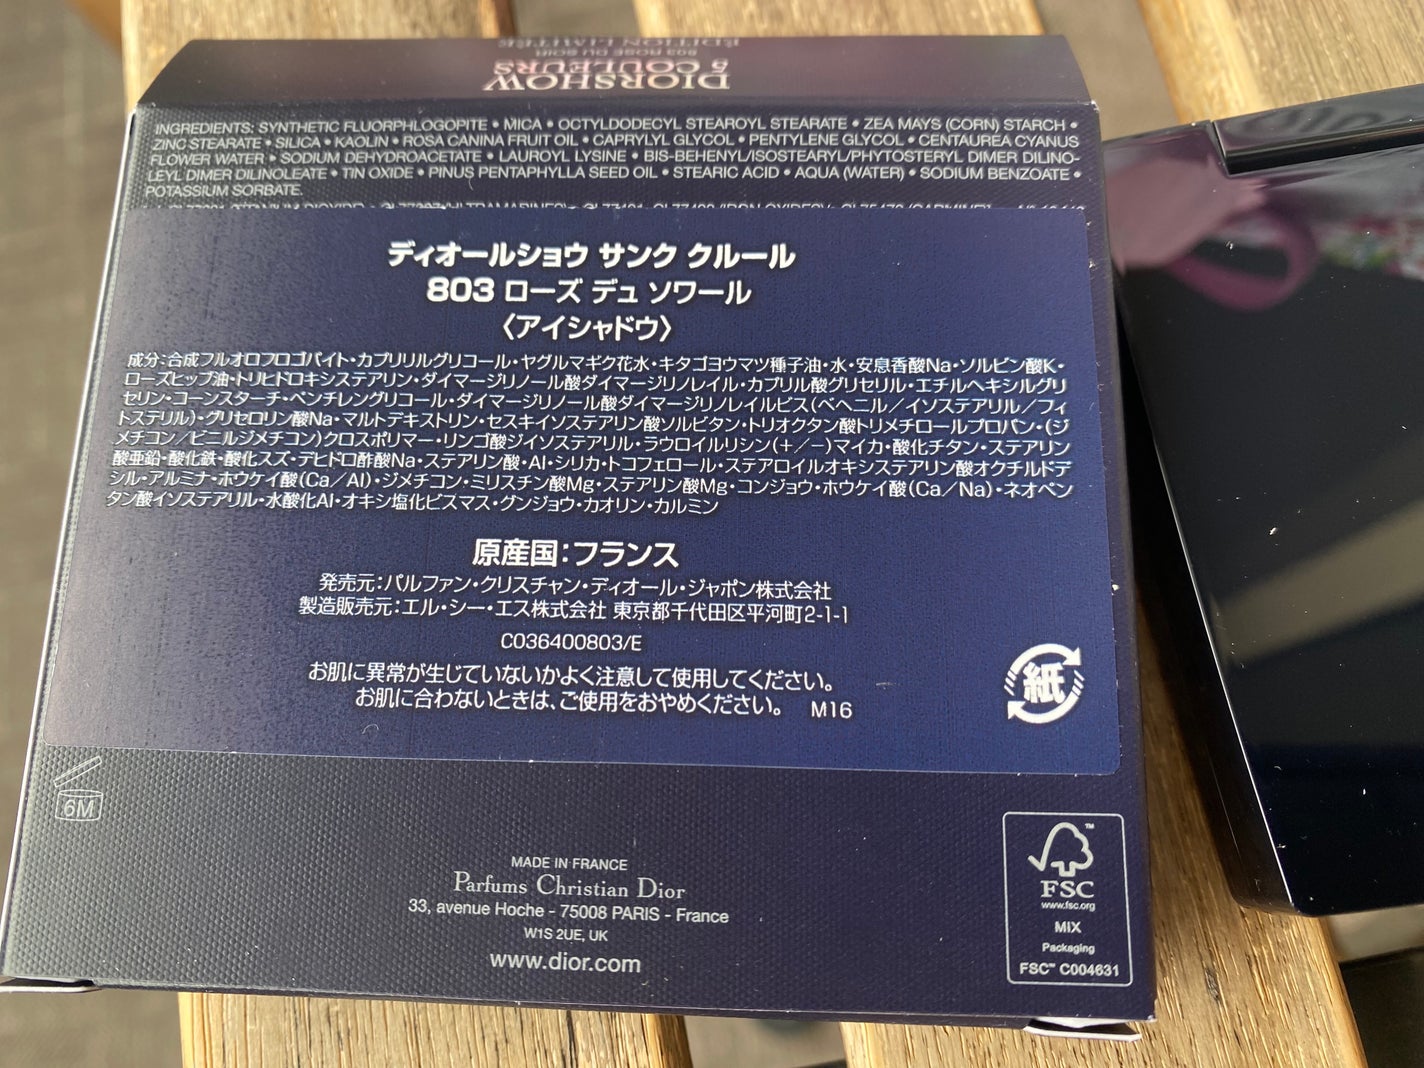 EDITION LIMITÉE
803 ROSE DU SOIR
5 COULEURS
DIORSHOW
INGREDIENTS: SYNTHETIC FLUORPHLOGOPITE • MICA • OCTYLDODECYL STEAROYL STEARATE • ZEA MAYS (CORN) STARCH •
ZINC STEARATE • SILICA • KAOLIN • ROSA CANINA FRUIT OIL • CAPRYLYL GLYCOL • PENTYLENE GLYCOL • CENTAUREA CYANUS
FLOWER WATER • SODIUM DEHYDROACETATE • LAUROYL LYSINE • BIS-BEHENYL/ISOSTEARYL/PHYTOSTERYL DIMER DILINO-
LEYL DIMER DILINOLEATE • TIN OXIDE • PINUS PENTAPHYLLA SEED OIL • STEARIC ACID • AQUA (WATER) • SODIUM BENZOATE •
POTASSIUM SORBATE.
ディオールショウ サンク クルール
803 ローズ デュ ソワール
〈アイシャドウ〉
成分:合成フルオロフロゴパイト・カプリリルグリコール・ヤグルマギク花水・キタゴヨウマツ種子油・水・安息香酸Na・ソルビン酸K・
ローズヒップ油・トリヒドロキシステアリン・ダイマージリノール酸ダイマージリノレイル・カプリル酸グリセリル・エチルヘキシルグリ
セリン・コーンスターチ・ペンチレングリコール・ダイマージリノール酸ダイマージリノレイルビス(ベヘニル/イソステアリル/フィ
トステリル)・グリセロリン酸Na・マルトデキストリン・セスキイソステアリン酸ソルビタン・トリオクタン酸トリメチロールプロパン・(ジ
メチコン/ビニルジメチコン)クロスポリマー・リンゴ酸ジイソステアリル・ラウロイルリシン(+/−)マイカ・酸化チタン・ステアリン
酸亜鉛・酸化鉄・酸化スズ・デヒドロ酢酸Na・ステアリン酸・Al・シリカ・トコフェロール・ステアロイルオキシステアリン酸オクチルドデ
シル・アルミナ・ホウケイ酸(Ca/Al)・ジメチコン・ミリスチン酸Mg・ステアリン酸Mg・コンジョウ・ホウケイ酸(Ca/Na)・ネオペン
タン酸イソステアリル・水酸化Al・オキシ塩化ビスマス・グンジョウ・カオリン・カルミン
原産国:フランス
発売元:パルファン・クリスチャン・ディオール・ジャポン株式会社
製造販売元:エル・シー・エス株式会社 東京都千代田区平河町2-1-1
C036400803/E
お肌に異常が生じていないかよく注意して使用してください。
お肌に合わないときは、ご使用をおやめください。 M16
紙
6M
MADE IN FRANCE
Parfums Christian Dior
33, avenue Hoche - 75008 PARIS - France
W1S 2UE, UK
www.dior.com
FSC
www.fsc.org
MIX
Packaging
FSC™ C004631